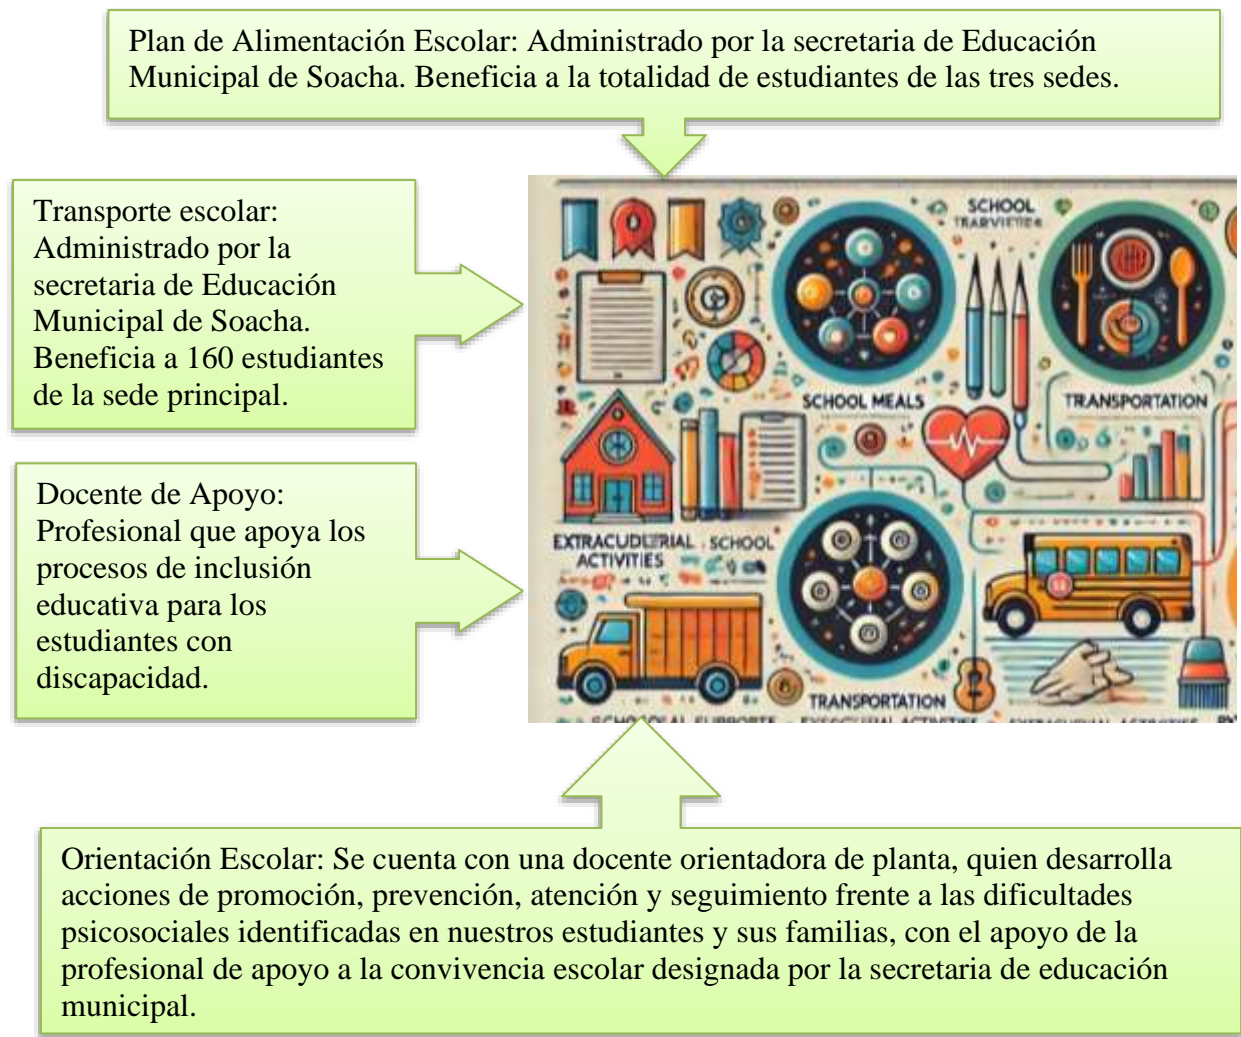 Plan de Alimentación Escolar: Administrado por la secretaria de Educación
Municipal de Soacha. Beneficia a la totalidad de estudiantes de las tres sedes.
Transporte escolar:
Administrado por la
secretaria de Educación
Municipal de Soacha.
Beneficia a 160 estudiantes
de la sede principal.
SCHOOL
SCHOOL MEALS
TRANSPORTATION
EXTRACUDLERIAL
SCHOOL
ACTIVITIES
TRANSPORTATION
Docente de Apoyo:
Profesional que apoya los
procesos de inclusión
educativa para los
estudiantes con
discapacidad.
Orientación Escolar: Se cuenta con una docente orientadora de planta, quien desarrolla
acciones de promoción, prevención, atención y seguimiento frente a las dificultades
psicosociales identificadas en nuestros estudiantes y sus familias, con el apoyo de la
profesional de apoyo a la convivencia escolar designada por la secretaria de educación
municipal.